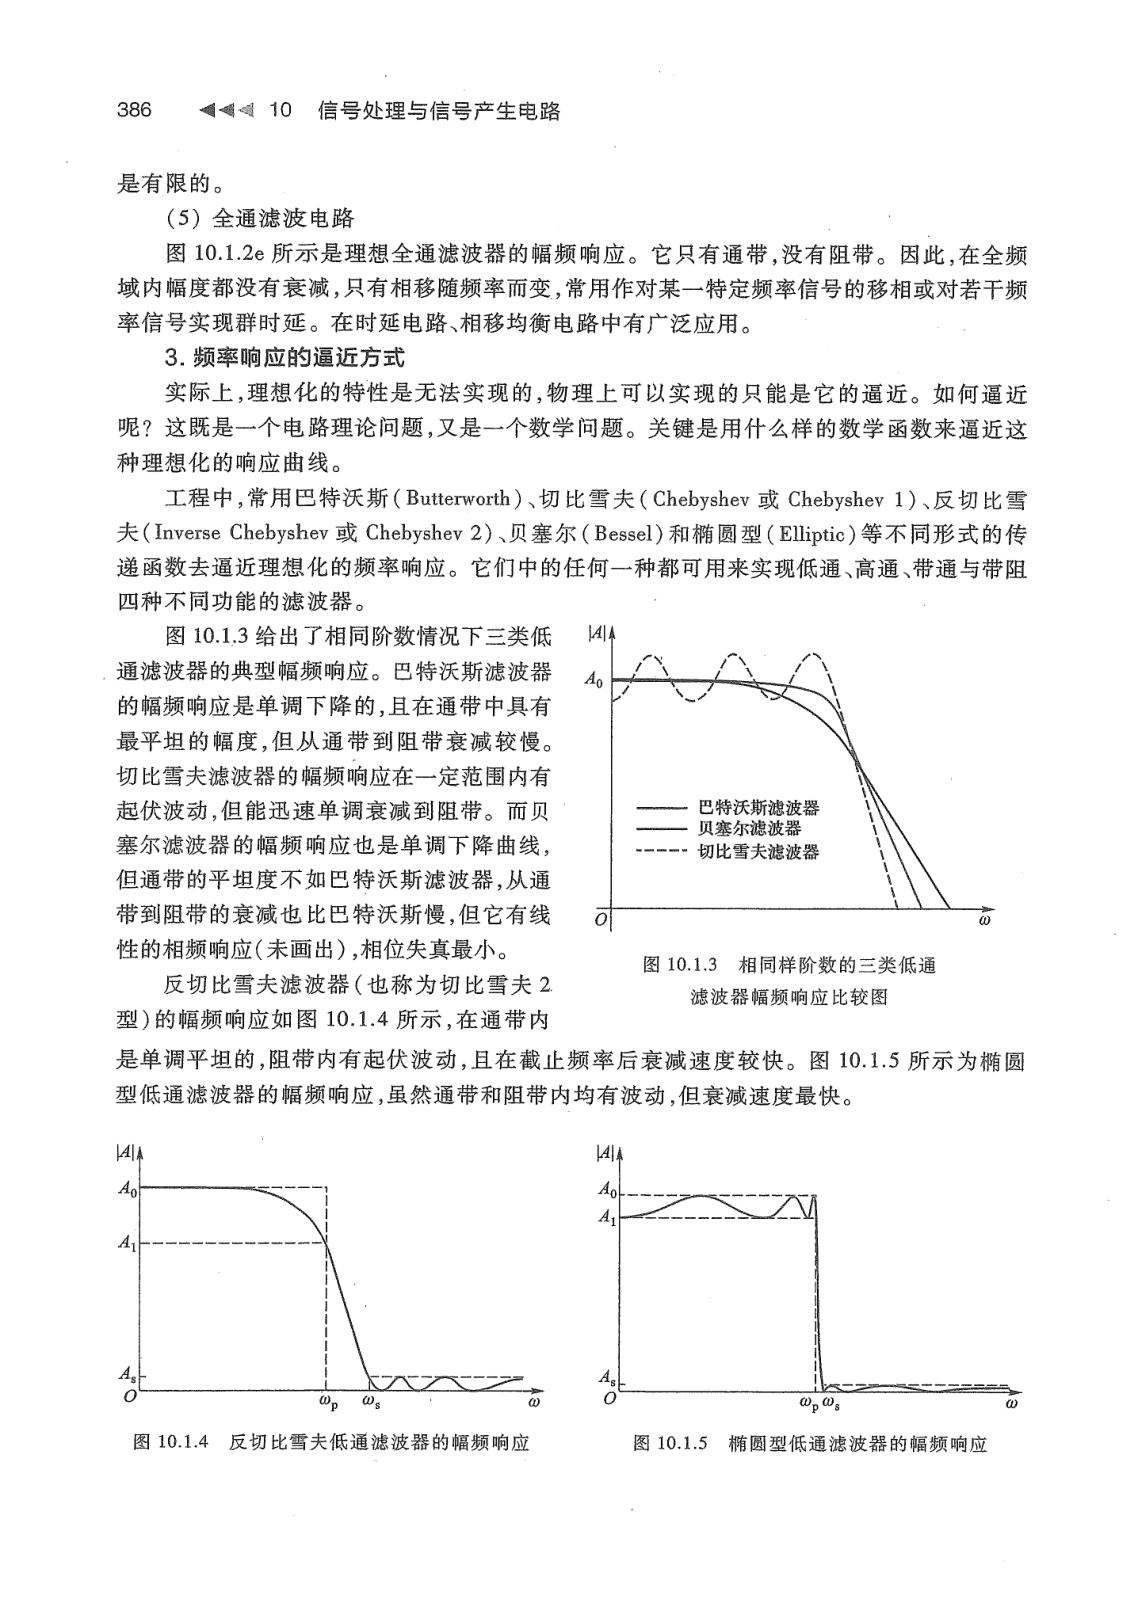 386 10 信号处理与信号产生电路
是有限的。
(5) 全通滤波电路
图 10.1.2e 所示是理想全通滤波器的幅频响应。它只有通带,没有阻带。因此,在全频
域内幅度都没有衰减,只有相移随频率而变,常用作对某一特定频率信号的移相或对若干频
率信号实现群时延。在时延电路、相移均衡电路中有广泛应用。
3. 频率响应的逼近方式
实际上,理想化的特性是无法实现的,物理上可以实现的只能是它的逼近。如何逼近
呢？这既是一个电路理论问题,又是一个数学问题。关键是用什么样的数学函数来逼近这
种理想化的响应曲线。
工程中,常用巴特沃斯(Butterworth)、切比雪夫(Chebyshev 或 Chebyshev 1)、反切比雪
夫(Inverse Chebyshev 或 Chebyshev 2)、贝塞尔(Bessel)和椭圆型(Elliptic)等不同形式的传
递函数去逼近理想化的频率响应。它们中的任何一种都可用来实现低通、高通、带通与带阻
四种不同功能的滤波器。
图 10.1.3 给出了相同阶数情况下三类低
通滤波器的典型幅频响应。巴特沃斯滤波器
的幅频响应是单调下降的,且在通带中具有
最平坦的幅度,但从通带到阻带衰减较慢。
切比雪夫滤波器的幅频响应在一定范围内有
起伏波动,但能迅速单调衰减到阻带。而贝
塞尔滤波器的幅频响应也是单调下降曲线,
但通带的平坦度不如巴特沃斯滤波器,从通
带到阻带的衰减也比巴特沃斯慢,但它有线
性的相频响应(未画出),相位失真最小。
反切比雪夫滤波器(也称为切比雪夫 2
型)的幅频响应如图 10.1.4 所示,在通带内
|A|
A0
巴特沃斯滤波器
贝塞尔滤波器
切比雪夫滤波器
O
ω
图 10.1.3 相同样阶数的三类低通
滤波器幅频响应比较图
是单调平坦的,阻带内有起伏波动,且在截止频率后衰减速度较快。图 10.1.5 所示为椭圆
型低通滤波器的幅频响应,虽然通带和阻带内均有波动,但衰减速度最快。
|A|
A0
A1
As
O
ωp
ωs
ω
图 10.1.4 反切比雪夫低通滤波器的幅频响应
|A|
A0
A1
As
O
ωp ωs
ω
图 10.1.5 椭圆型低通滤波器的幅频响应